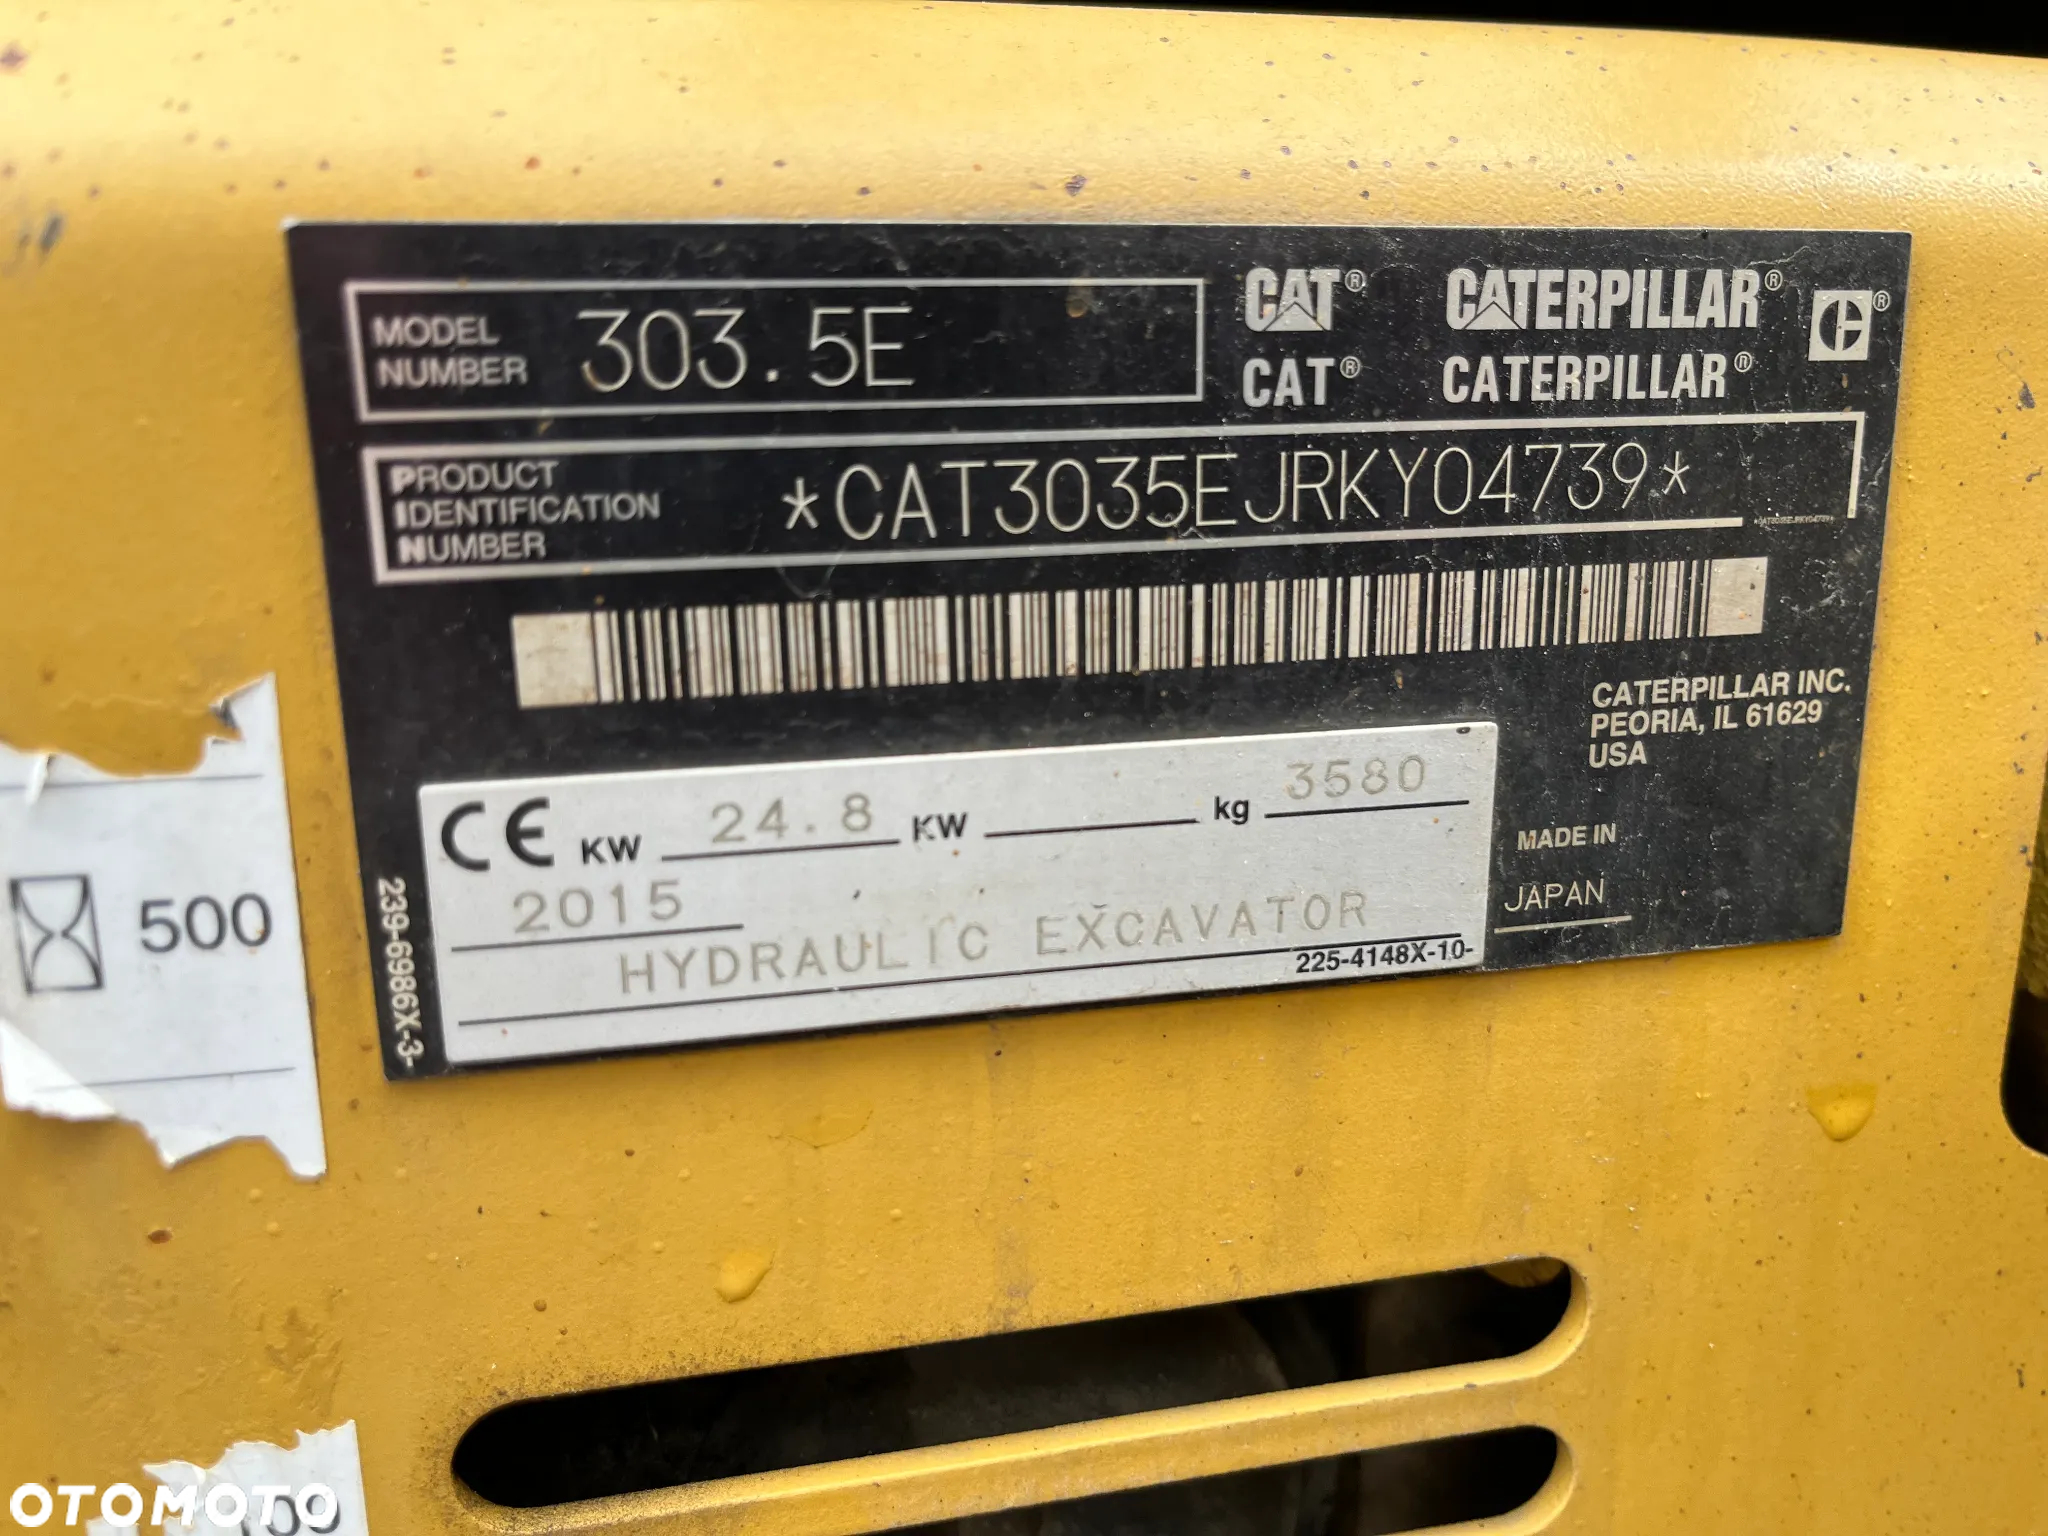 MODEL
NUMBER 303.5E
CAT® CATERPILLAR®
CAT® CATERPILLAR®
PRODUCT
IDENTIFICATION
NUMBER
*CAT3035EJRKY04739*
*CAT3035EJRKY04739*
CATERPILLAR INC.
PEORIA, IL 61629
USA
CE KW 24.8 KW kg 3580
2015
HYDRAULIC EXCAVATOR
225-4148X-10-
MADE IN
JAPAN
239-6986X-3-
500
OTOMOTO